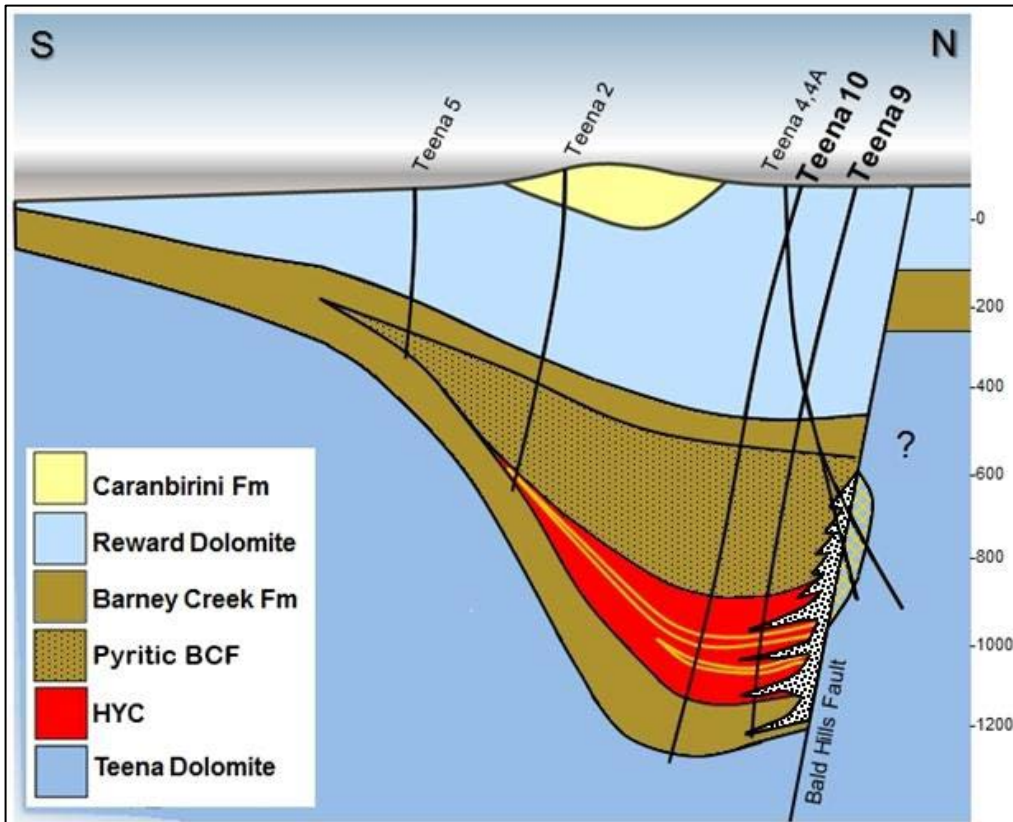 S
N
Teena 5
Teena 2
Teena 4,4A
Teena 10
Teena 9
0
-200
-400
?
-600
-800
-1000
-1200
Bald Hills Fault
Caranbirini Fm
Reward Dolomite
Barney Creek Fm
Pyritic BCF
HYC
Teena Dolomite